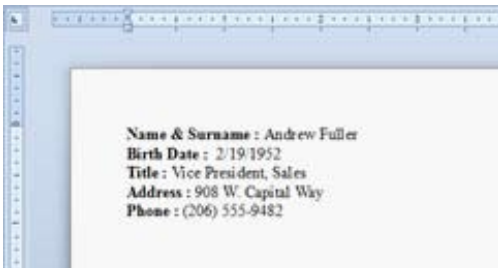 Name & Surname : Andrew Fuller
Birth Date : 2/19/1952
Title : Vice President, Sales
Address : 908 W. Capital Way
Phone : (206) 555-9482